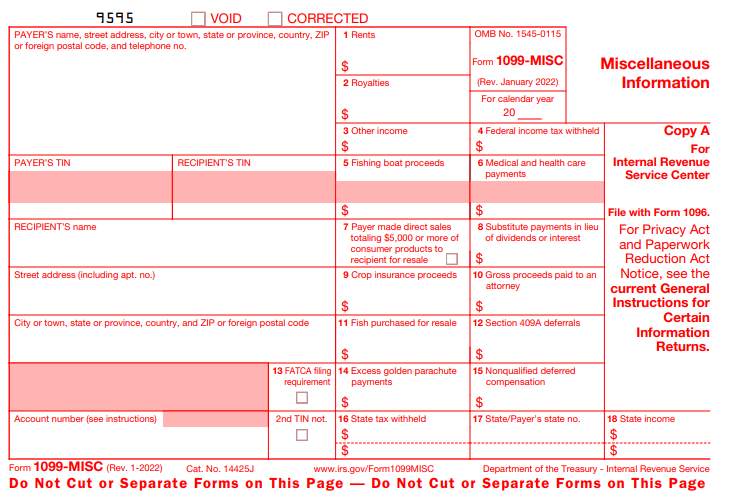 9595
VOID
CORRECTED
PAYER'S name, street address, city or town, state or province, country, ZIP
or foreign postal code, and telephone no.
1 Rents
$
OMB No. 1545-0115
Form 1099-MISC
(Rev. January 2022)
For calendar year
20
Miscellaneous
Information
2 Royalties
$
3 Other income
$
4 Federal income tax withheld
$
Copy A
For
Internal Revenue
Service Center
File with Form 1096.
For Privacy Act
and Paperwork
Reduction Act
Notice, see the
current General
Instructions for
Certain
Information
Returns.
PAYER'S TIN
RECIPIENT'S TIN
5 Fishing boat proceeds
$
6 Medical and health care
payments
$
RECIPIENT'S name
7 Payer made direct sales
totaling $5,000 or more of
consumer products to
recipient for resale
8 Substitute payments in lieu
of dividends or interest
$
Street address (including apt. no.)
9 Crop insurance proceeds
$
10 Gross proceeds paid to an
attorney
$
City or town, state or province, country, and ZIP or foreign postal code
11 Fish purchased for resale
$
12 Section 409A deferrals
$
13 FATCA filing
requirement
14 Excess golden parachute
payments
$
15 Nonqualified deferred
compensation
$
Account number (see instructions)
2nd TIN not.
16 State tax withheld
$
$
17 State/Payer's state no.
18 State income
$
$
Form 1099-MISC (Rev. 1-2022)
Cat. No. 14425J
www.irs.gov/Form1099MISC
Department of the Treasury - Internal Revenue Service
Do Not Cut or Separate Forms on This Page — Do Not Cut or Separate Forms on This Page